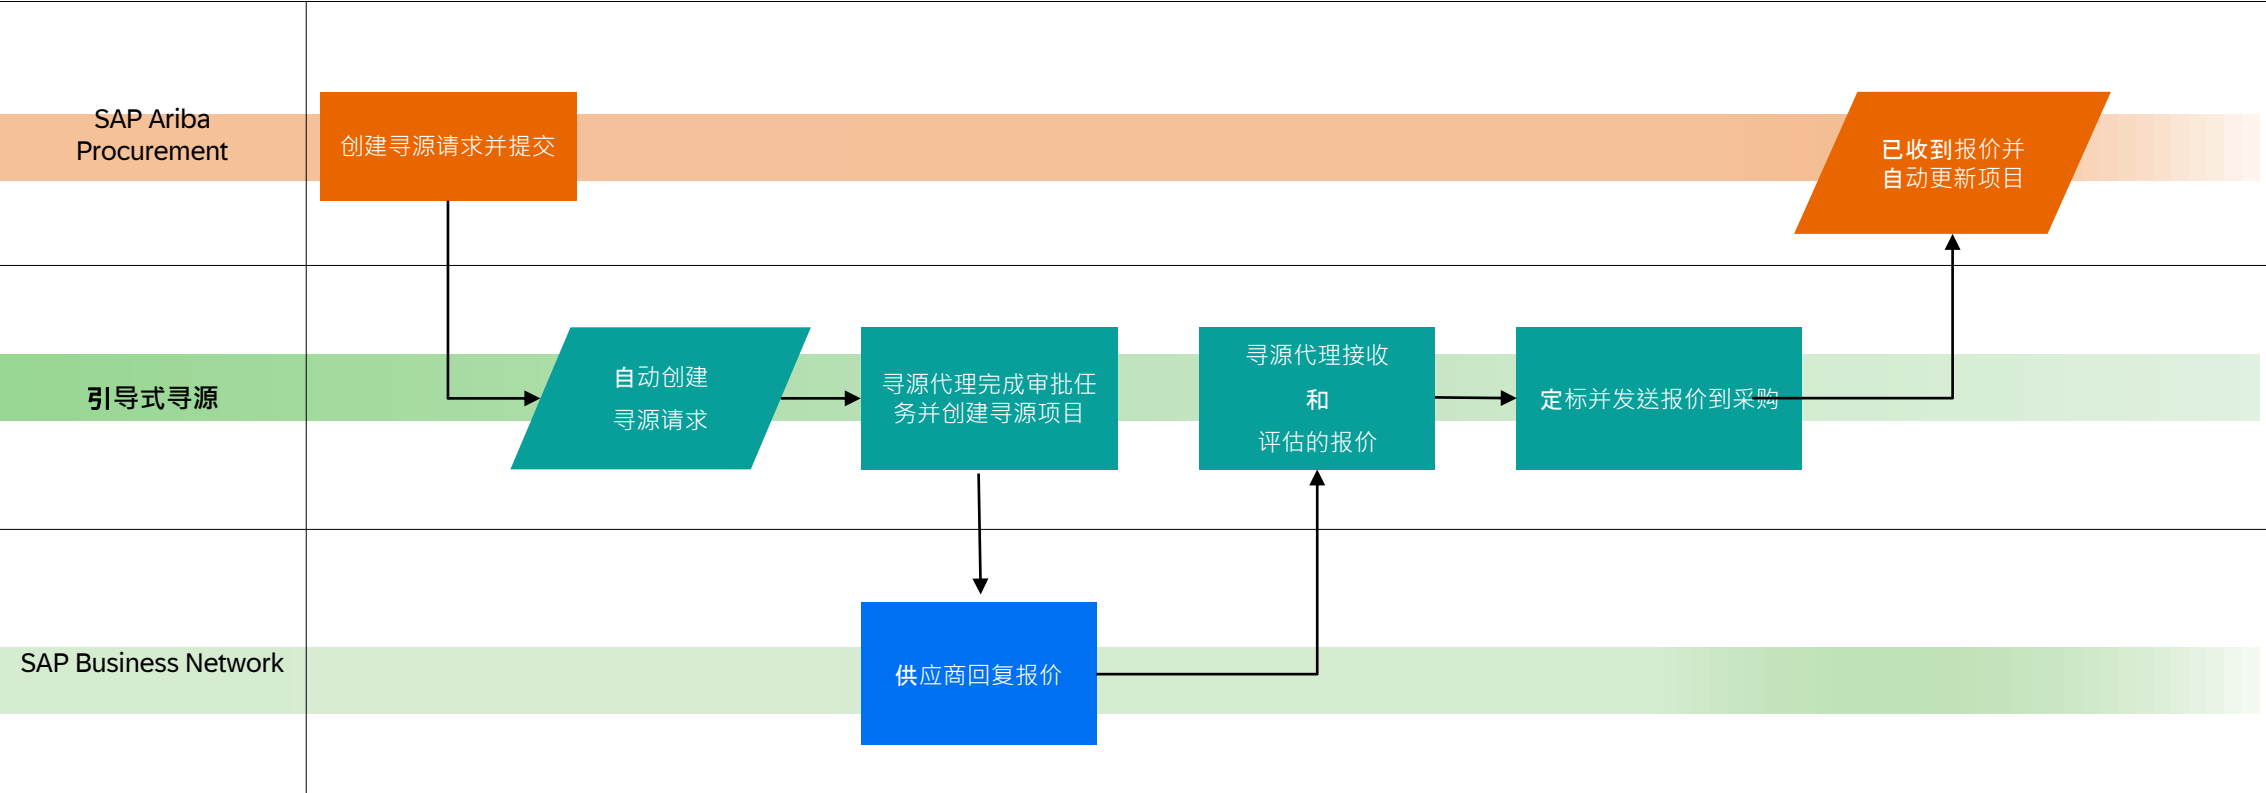 SAP Ariba
Procurement
创建寻源请求并提交
已收到报价并
自动更新项目
引导式寻源
自动创建
寻源请求
寻源代理完成审批任
务并创建寻源项目
寻源代理接收
和
评估的报价
定标并发送报价到采购
SAP Business Network
供应商回复报价